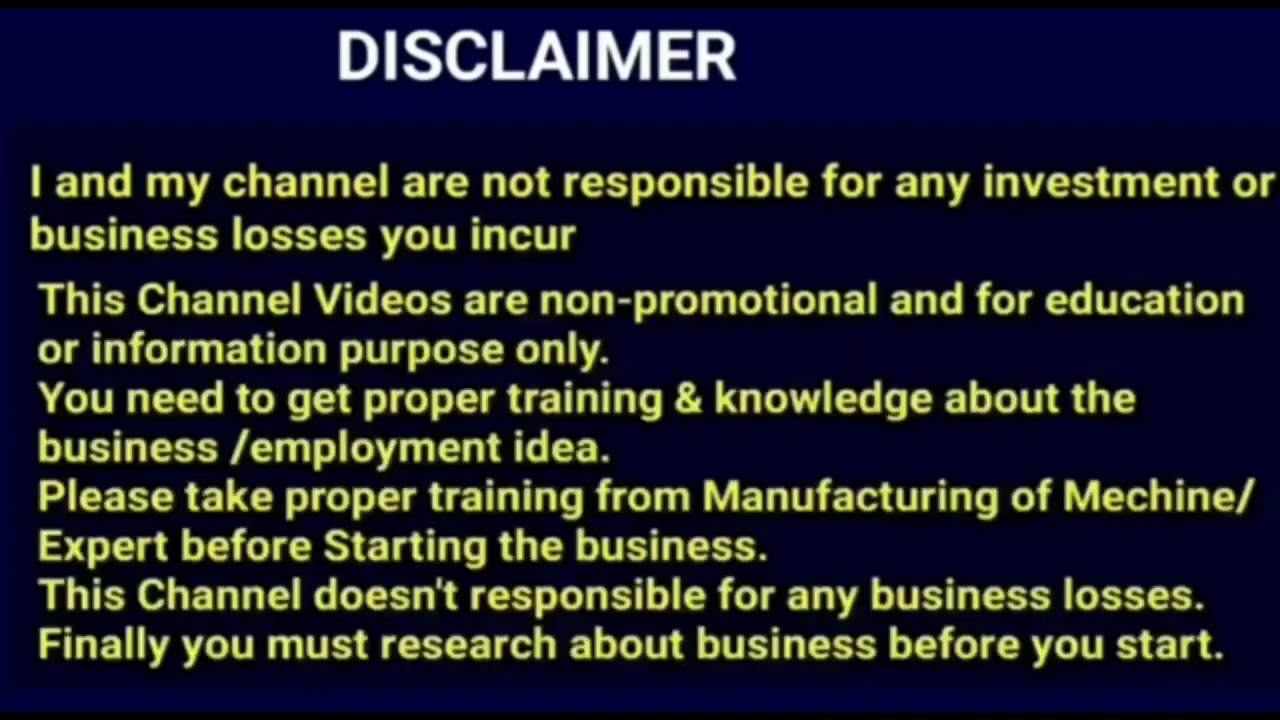 DISCLAIMER
I and my channel are not responsible for any investment or
business losses you incur
This Channel Videos are non-promotional and for education
or information purpose only.
You need to get proper training & knowledge about the
business /employment idea.
Please take proper training from Manufacturing of Mechine/
Expert before Starting the business.
This Channel doesn't responsible for any business losses.
Finally you must research about business before you start.